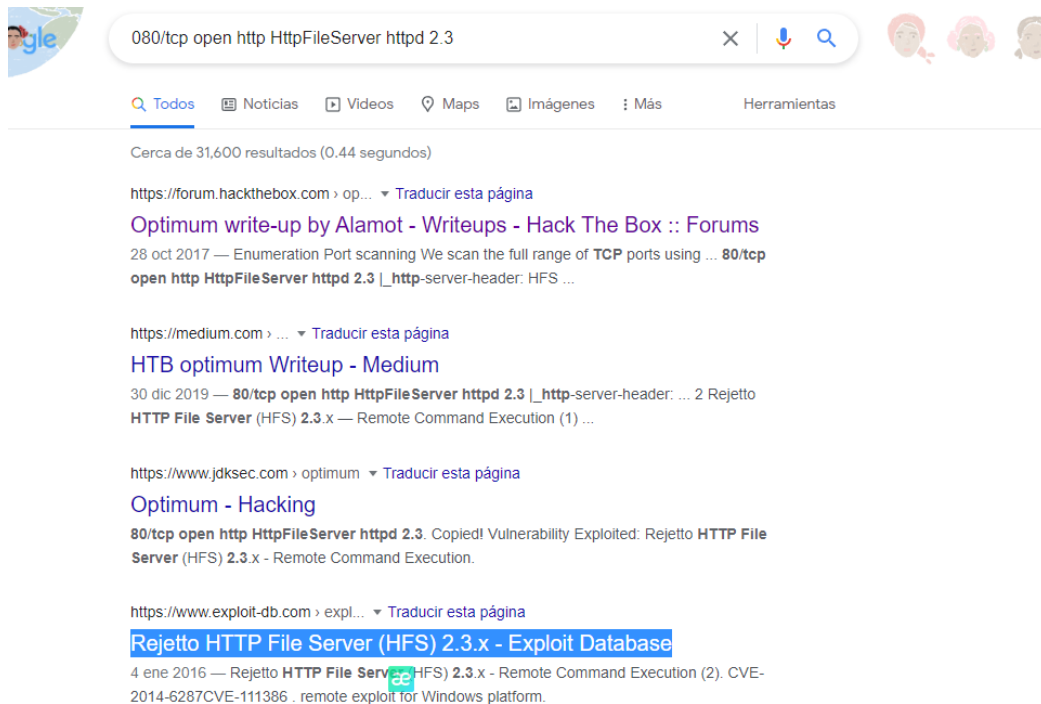 gle
080/tcp open http HttpFileServer httpd 2.3
Todos Noticias Videos Maps Imágenes Más Herramientas
Cerca de 31,600 resultados (0.44 segundos)
https://forum.hackthebox.com › op... Traducir esta página
Optimum write-up by Alamot - Writeups - Hack The Box :: Forums
28 oct 2017 — Enumeration Port scanning We scan the full range of TCP ports using ... 80/tcp
open http HttpFileServer httpd 2.3 |_http-server-header: HFS ...
https://medium.com › ... Traducir esta página
HTB optimum Writeup - Medium
30 dic 2019 — 80/tcp open http HttpFileServer httpd 2.3 |_http-server-header: ... 2 Rejetto
HTTP File Server (HFS) 2.3.x — Remote Command Execution (1) ...
https://www.jdksec.com › optimum Traducir esta página
Optimum - Hacking
80/tcp open http HttpFileServer httpd 2.3. Copied! Vulnerability Exploited: Rejetto HTTP File
Server (HFS) 2.3.x - Remote Command Execution.
https://www.exploit-db.com › expl... Traducir esta página
Rejetto HTTP File Server (HFS) 2.3.x - Exploit Database
4 ene 2016 — Rejetto HTTP File Server (HFS) 2.3.x - Remote Command Execution (2). CVE-
æ
2014-6287CVE-111386 . remote exploit for Windows platform.